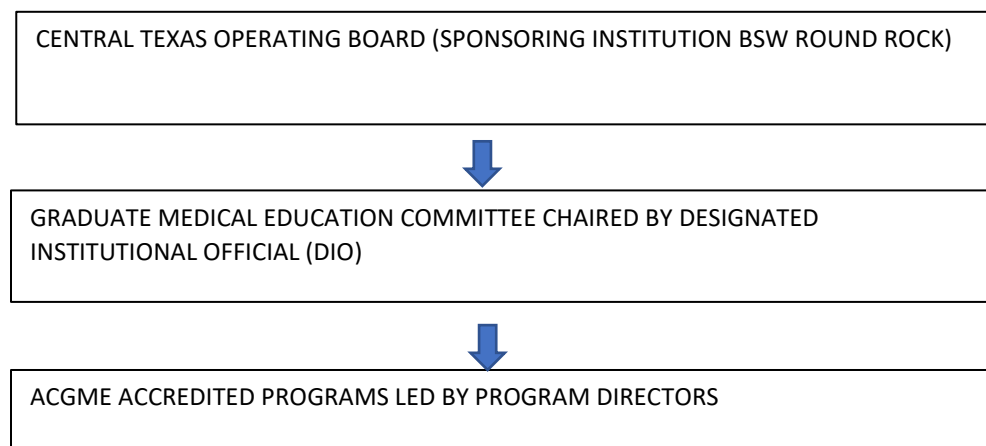 CENTRAL TEXAS OPERATING BOARD (SPONSORING INSTITUTION BSW ROUND ROCK)
GRADUATE MEDICAL EDUCATION COMMITTEE CHAIRED BY DESIGNATED
INSTITUTIONAL OFFICIAL (DIO)
ACGME ACCREDITED PROGRAMS LED BY PROGRAM DIRECTORS